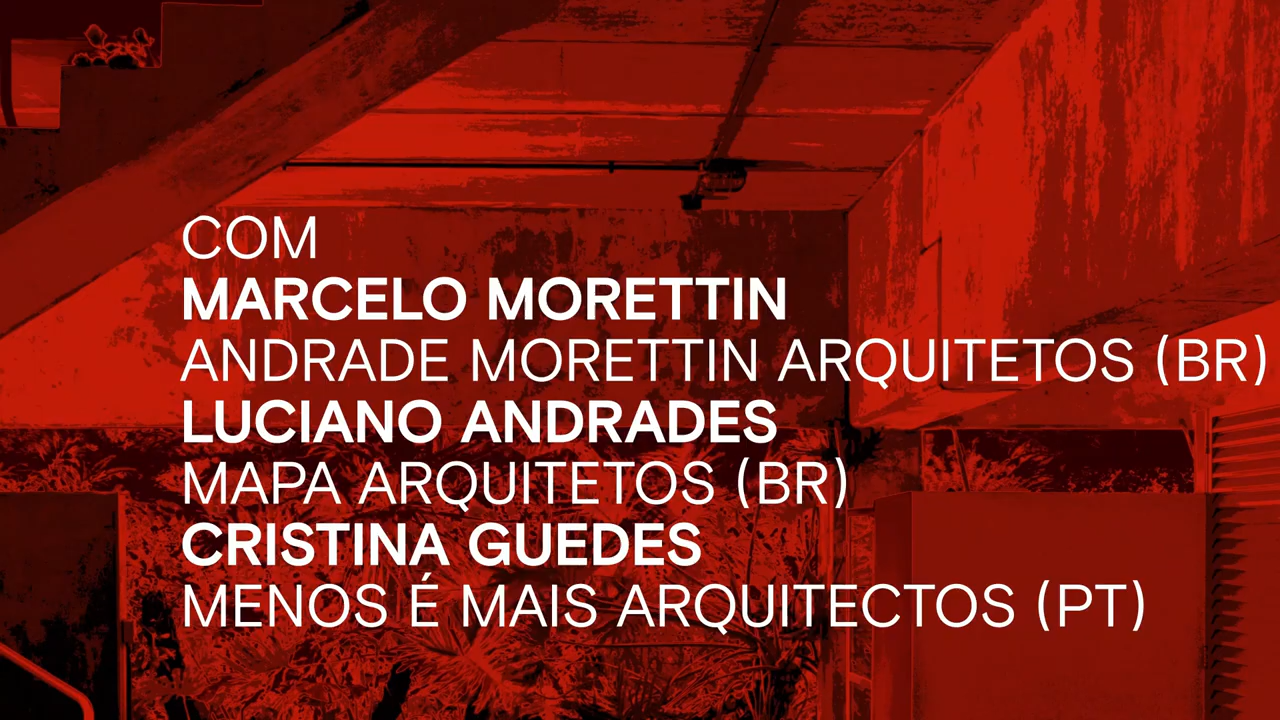 COM
MARCELO MORETTIN
ANDRADE MORETTIN ARQUITETOS (BR)
LUCIANO ANDRADES
MAPA ARQUITETOS (BR)
CRISTINA GUEDES
MENOS É MAIS ARQUITECTOS (PT)